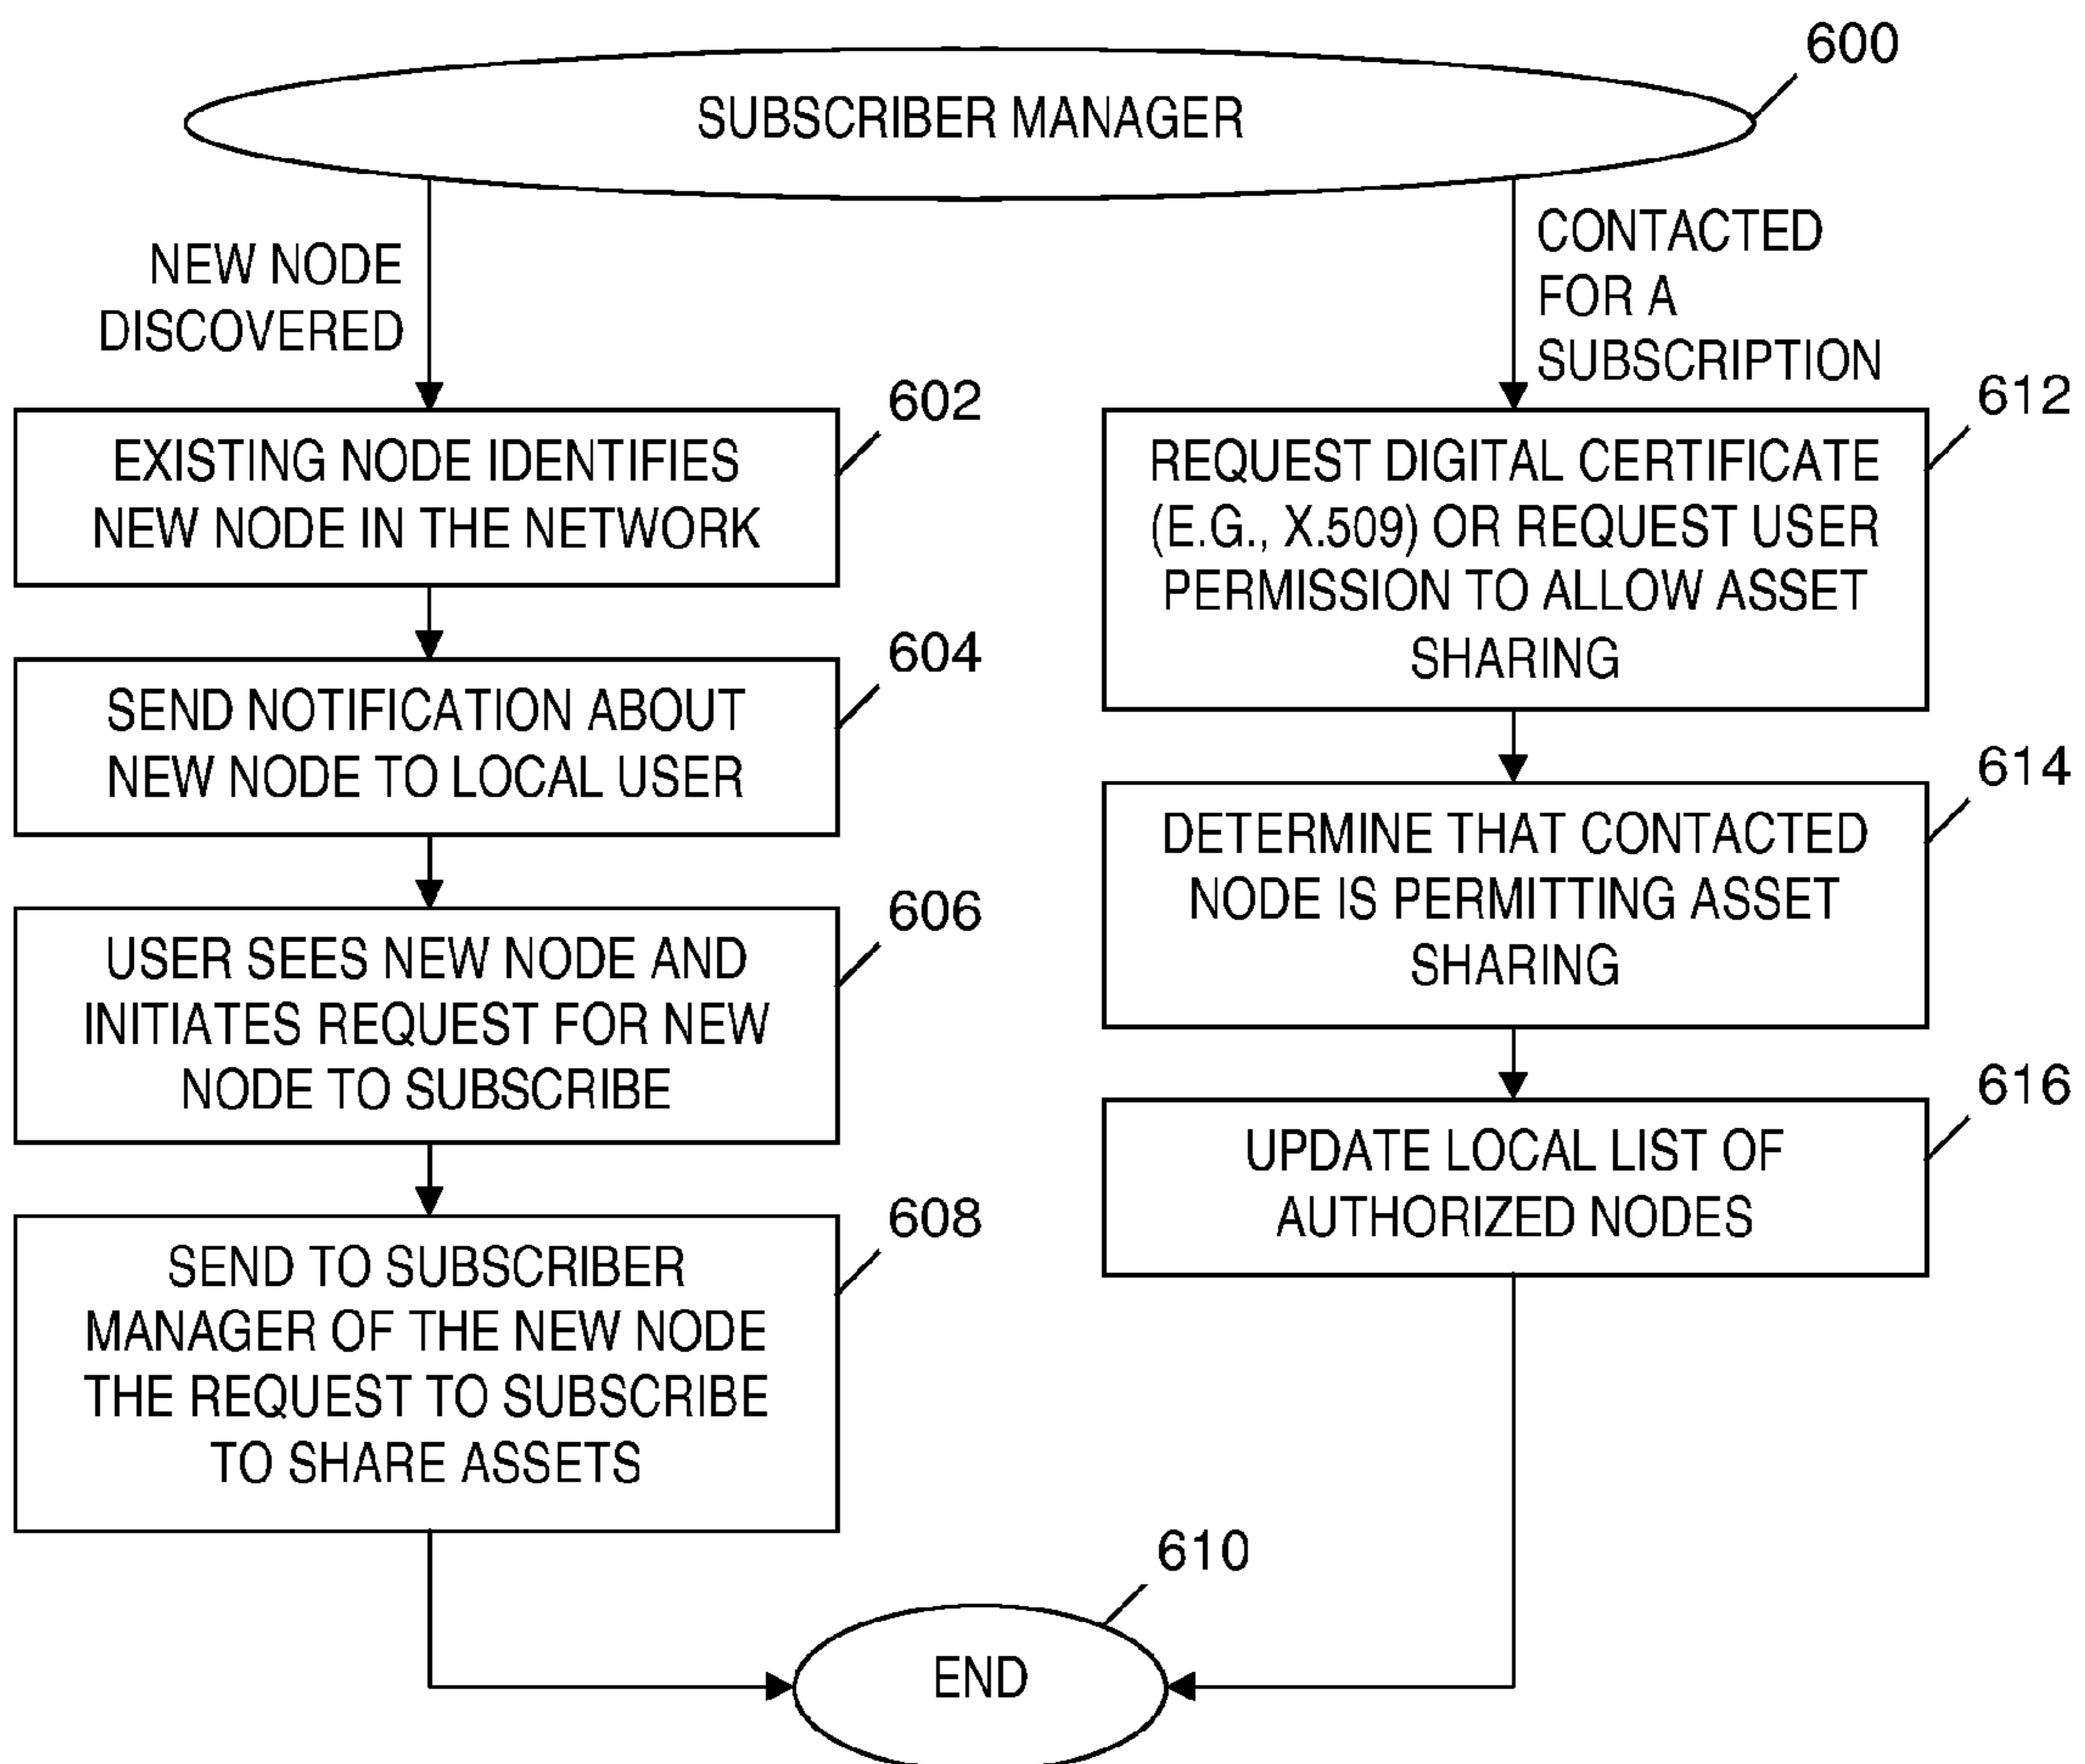 600
SUBSCRIBER MANAGER
NEW NODE
DISCOVERED
602
EXISTING NODE IDENTIFIES
NEW NODE IN THE NETWORK
604
SEND NOTIFICATION ABOUT
NEW NODE TO LOCAL USER
606
USER SEES NEW NODE AND
INITIATES REQUEST FOR NEW
NODE TO SUBSCRIBE
608
SEND TO SUBSCRIBER
MANAGER OF THE NEW NODE
THE REQUEST TO SUBSCRIBE
TO SHARE ASSETS
CONTACTED
FOR A
SUBSCRIPTION
612
REQUEST DIGITAL CERTIFICATE
(E.G., X.509) OR REQUEST USER
PERMISSION TO ALLOW ASSET
SHARING
614
DETERMINE THAT CONTACTED
NODE IS PERMITTING ASSET
SHARING
616
UPDATE LOCAL LIST OF
AUTHORIZED NODES
610
END